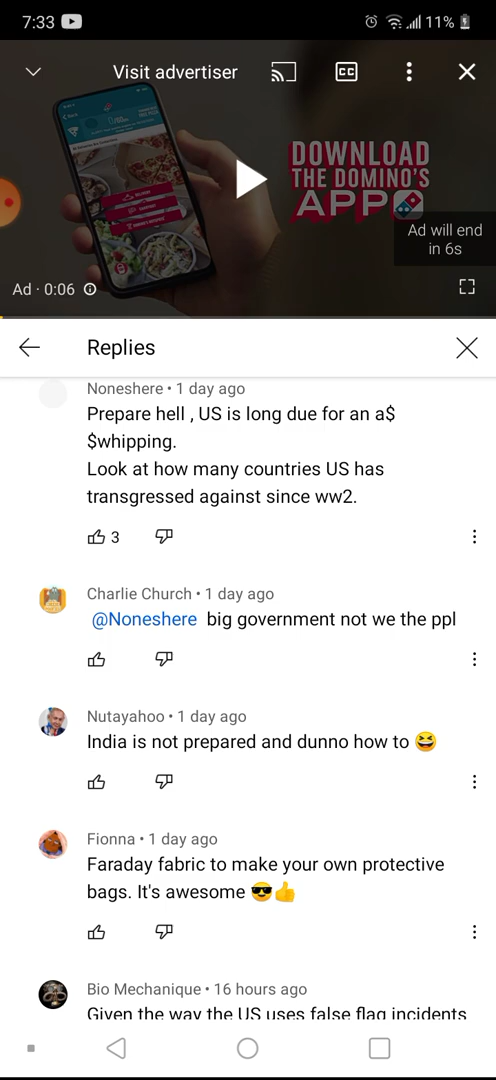 7:33
11%
Visit advertiser
CC
DOWNLOAD
THE DOMINO'S
APP
Ad will end
in 6s
Ad · 0:06
Replies
Noneshere • 1 day ago
Prepare hell , US is long due for an a$
$whipping.
Look at how many countries US has
transgressed against since ww2.
3
Charlie Church • 1 day ago
@Noneshere big government not we the ppl
Nutayahoo • 1 day ago
India is not prepared and dunno how to 😆
Fionna • 1 day ago
Faraday fabric to make your own protective
bags. It's awesome 😎👍
Bio Mechanique • 16 hours ago
Given the way the US uses false flag incidents